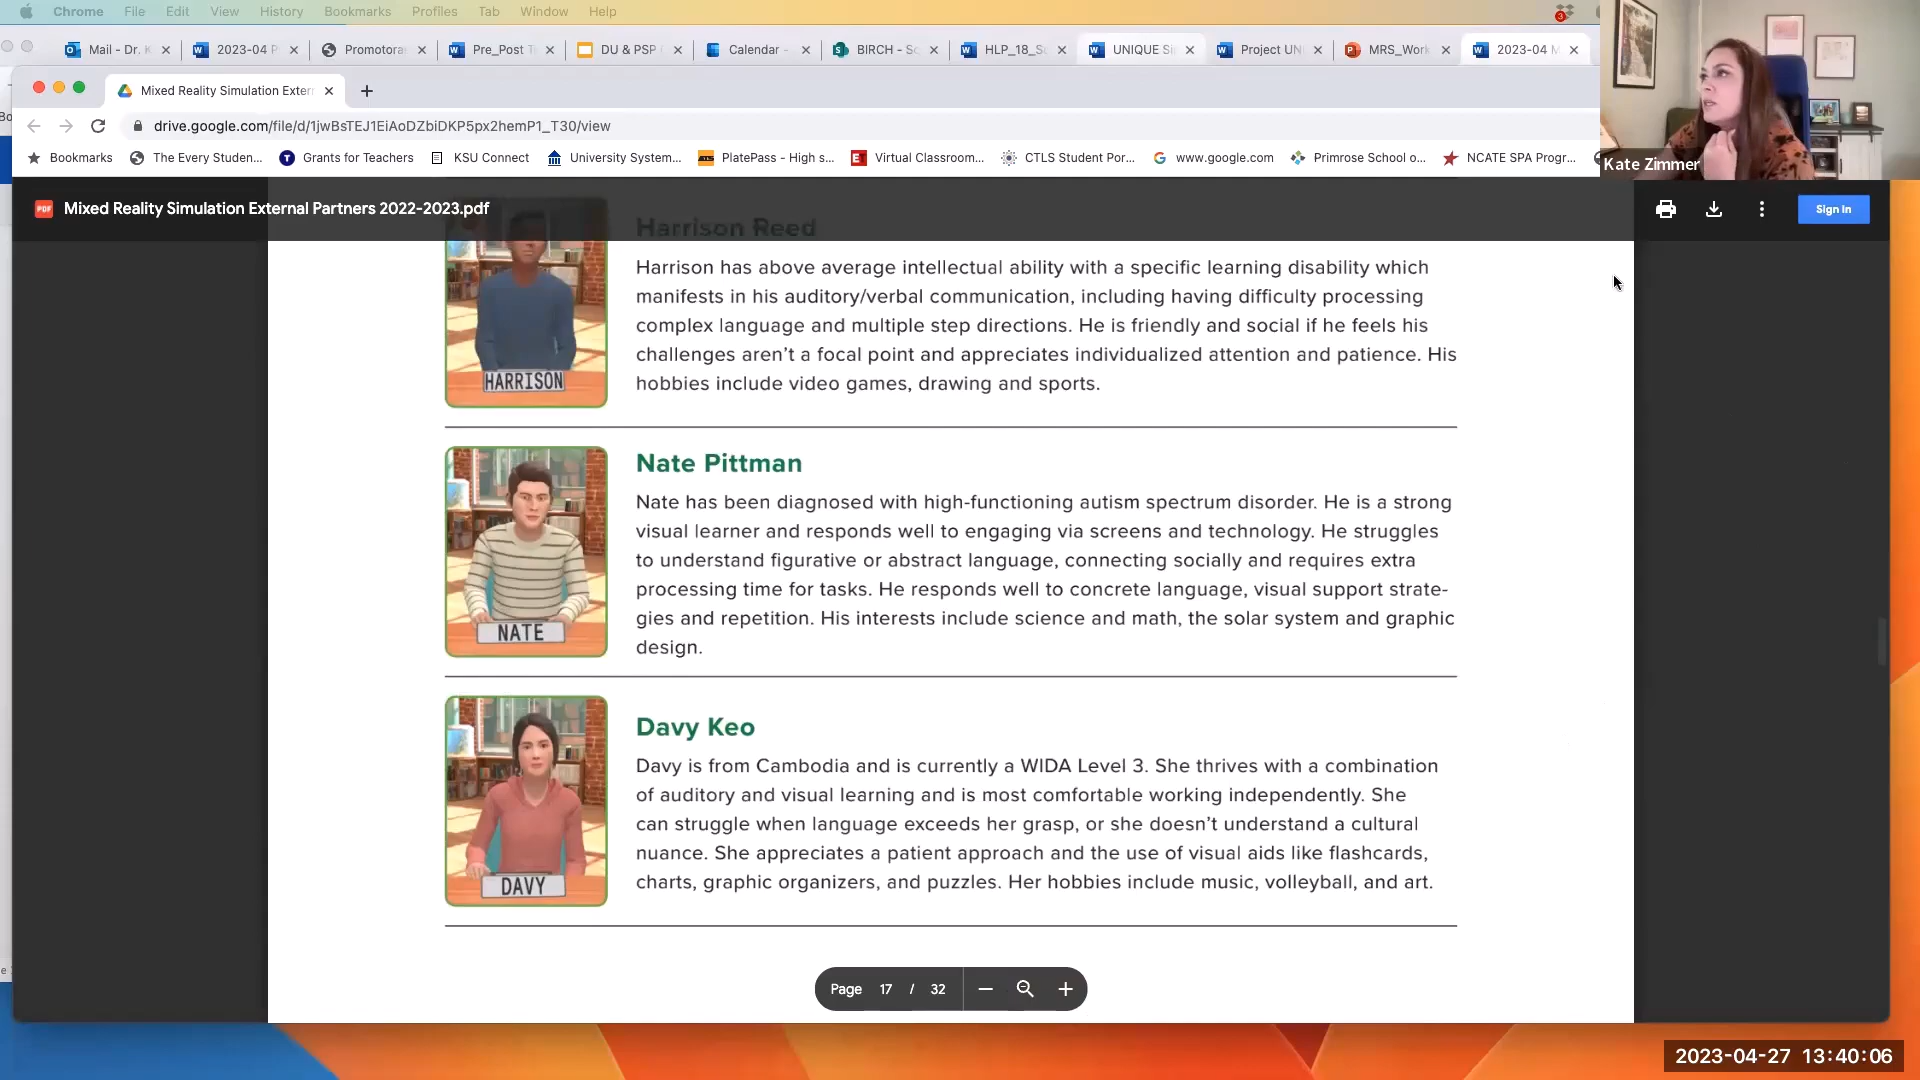 Chrome File Edit View History Bookmarks Profiles Tab Window Help
3
Mail - Dr. 2023-04 Promotora Pre_Post DU & PSP Calendar - BIRCH - HLP_18_ UNIQUE Project UNI MRS_Work 2023-04
Mixed Reality Simulation Exter
drive.google.com/file/d/1jwBsTEJ1EiAoDZbiDKP5px2hemP1_T30/view
Bookmarks The Every Studen... Grants for Teachers KSU Connect University System... PlatePass - High s... Virtual Classroom... CTLS Student Por... www.google.com Primrose School o... NCATE SPA Progr...
Kate Zimmer
PDF Mixed Reality Simulation External Partners 2022-2023.pdf
Sign in
Harrison Reed
Harrison has above average intellectual ability with a specific learning disability which
manifests in his auditory/verbal communication, including having difficulty processing
complex language and multiple step directions. He is friendly and social if he feels his
challenges aren't a focal point and appreciates individualized attention and patience. His
hobbies include video games, drawing and sports.
HARRISON
Nate Pittman
Nate has been diagnosed with high-functioning autism spectrum disorder. He is a strong
visual learner and responds well to engaging via screens and technology. He struggles
to understand figurative or abstract language, connecting socially and requires extra
processing time for tasks. He responds well to concrete language, visual support strate-
gies and repetition. His interests include science and math, the solar system and graphic
design.
NATE
Davy Keo
Davy is from Cambodia and is currently a WIDA Level 3. She thrives with a combination
of auditory and visual learning and is most comfortable working independently. She
can struggle when language exceeds her grasp, or she doesn't understand a cultural
nuance. She appreciates a patient approach and the use of visual aids like flashcards,
charts, graphic organizers, and puzzles. Her hobbies include music, volleyball, and art.
DAVY
Page 17 / 32
2023-04-27 13:40:06